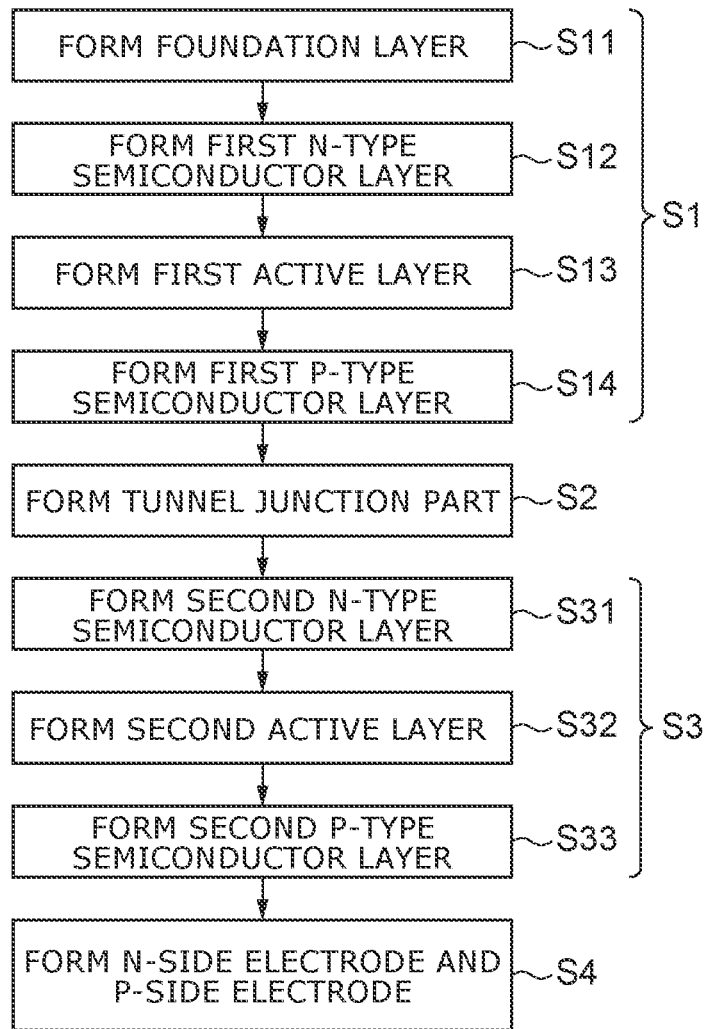 FORM FOUNDATION LAYER
S11
FORM FIRST N-TYPE
SEMICONDUCTOR LAYER
S12
FORM FIRST ACTIVE LAYER
S13
FORM FIRST P-TYPE
SEMICONDUCTOR LAYER
S14
S1
FORM TUNNEL JUNCTION PART
S2
FORM SECOND N-TYPE
SEMICONDUCTOR LAYER
S31
FORM SECOND ACTIVE LAYER
S32
FORM SECOND P-TYPE
SEMICONDUCTOR LAYER
S33
S3
FORM N-SIDE ELECTRODE AND
P-SIDE ELECTRODE
S4